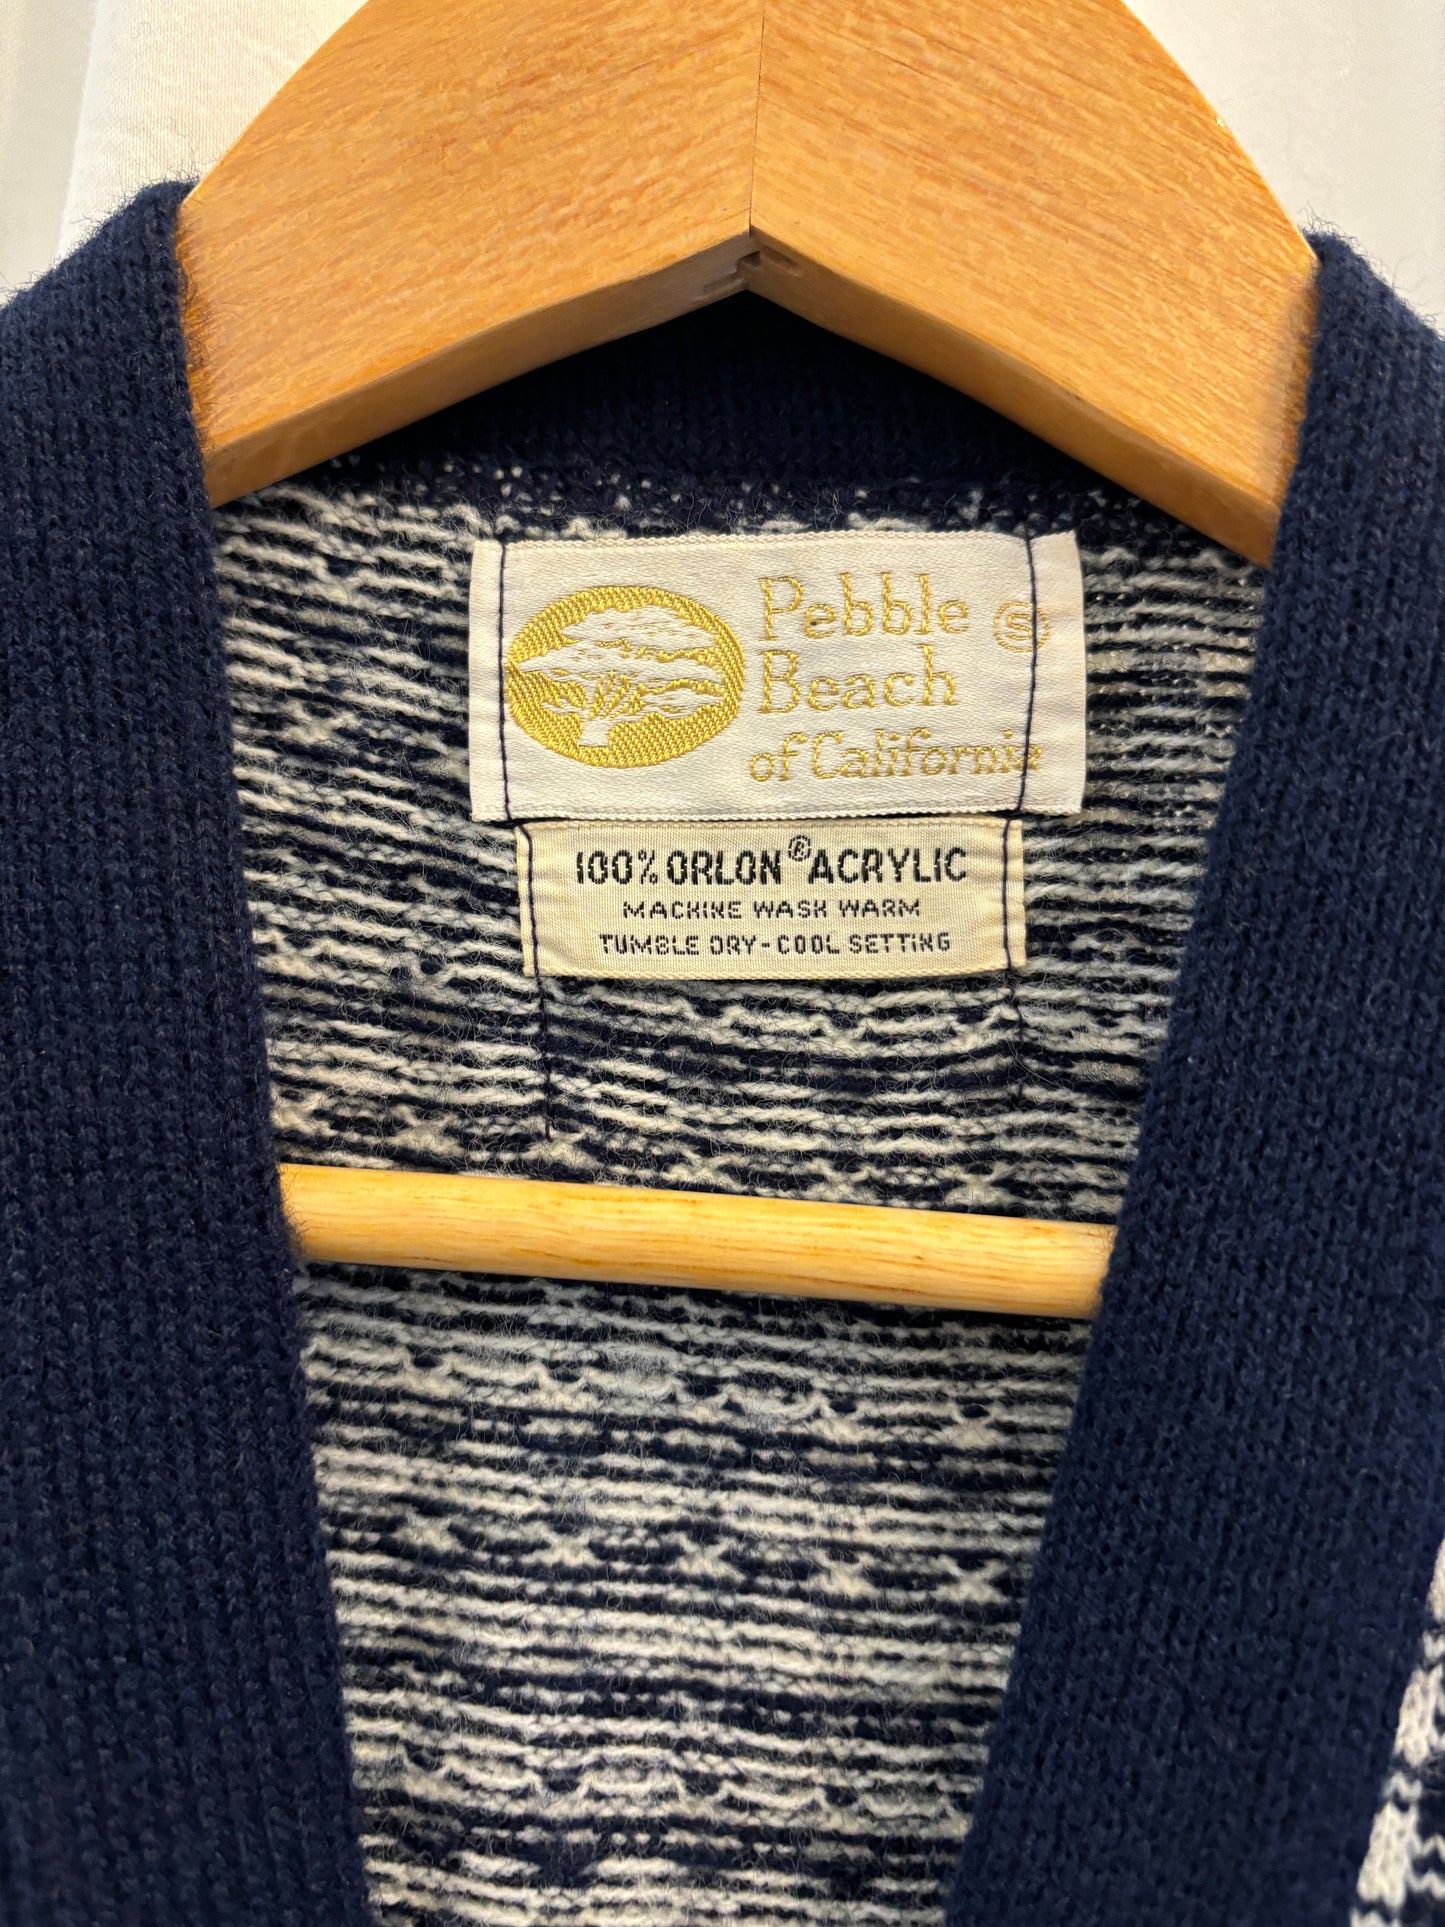 Pebble Ⓢ
Beach
of California
100% ORLON® ACRYLIC
MACHINE WASH WARM
TUMBLE DRY-COOL SETTING